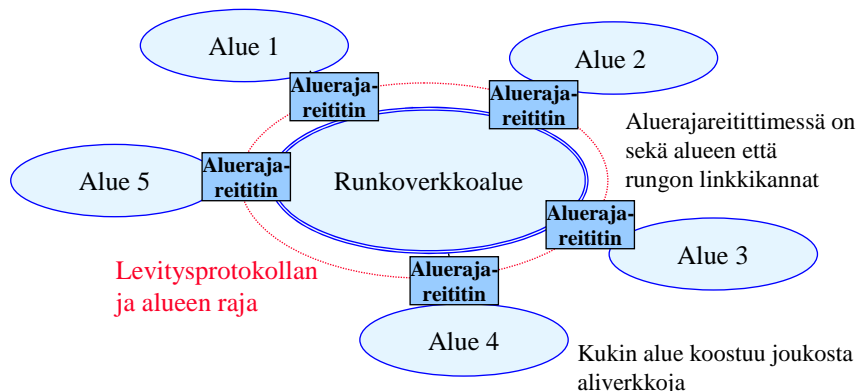 Alue 1
Alue 2
Alueraja-
reititin
Alueraja-
reititin
Aluerajareitittimessä on
sekä alueen että
rungon linkkikannat
Alue 5
Alueraja-
reititin
Runkoverkkoalue
Alueraja-
reititin
Alue 3
Levitysprotokollan
ja alueen raja
Alueraja-
reititin
Alue 4
Kukin alue koostuu joukosta
aliverkkoja